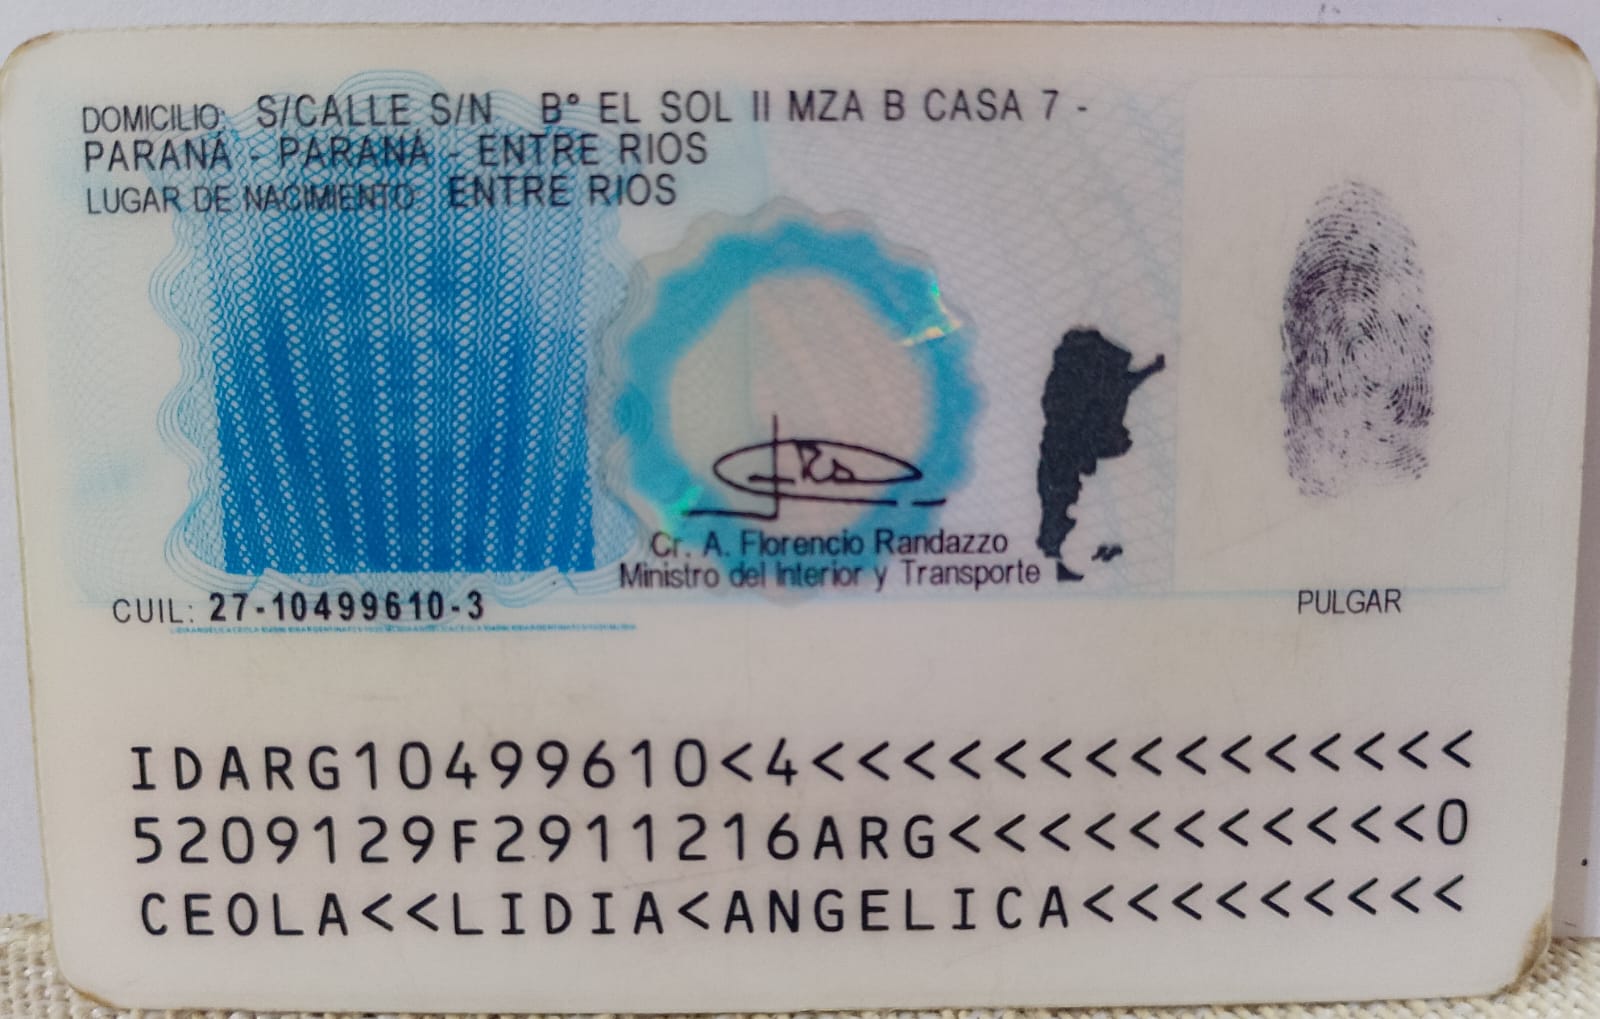 DOMICILIO: S/CALLE S/N B° EL SOL II MZA B CASA 7 -
PARANÁ - PARANÁ - ENTRE RIOS
LUGAR DE NACIMIENTO: ENTRE RIOS
Cr. A. Florencio Randazzo
Ministro del Interior y Transporte
CUIL: 27-10499610-3
PULGAR
IDARG10499610<4<<<<<<<<<<<<<<<
5209129F2911216ARG<<<<<<<<<<<0
CEOLA<<LIDIA<ANGELICA<<<<<<<<<